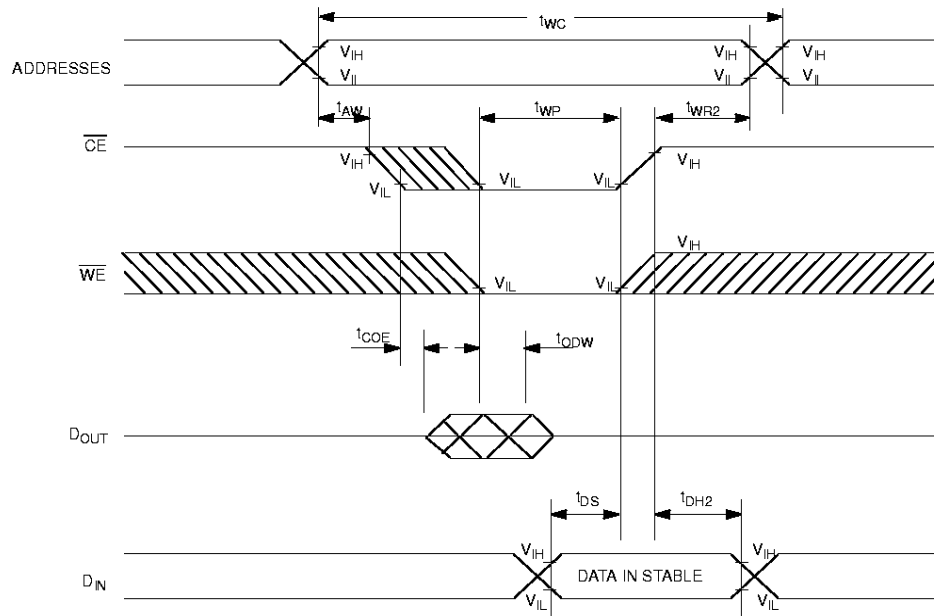 tWC
ADDRESSES
VIH
VIL
VIH
VIL
VIH
VIL
tAW
tWP
tWR2
CE
VIH
VIL
VIL
VIL
VIH
WE
VIH
VIL
VIL
tCOE
tODW
DOUT
tDS
tDH2
DIN
VIH
VIL
DATA IN STABLE
VIH
VIL